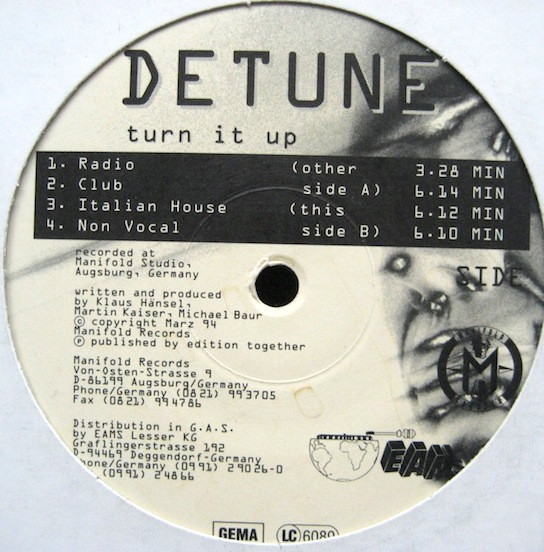 DETUNE
turn it up
1. Radio (other 3.28 MIN
2. Club side A) 6.14 MIN
3. Italian House (this 6.12 MIN
4. Non Vocal side B) 6.10 MIN
recorded at
Manifold Studio,
Augsburg, Germany
written and produced
by Klaus Hänsel,
Martin Kaiser, Michael Baur
© copyright Marz 94
Manifold Records
℗ published by edition together
SIDE
Manifold Records
Von-Osten-Strasse 9
D-86199 Augsburg/Germany
Phone/Germany (0821) 993705
Fax (0821) 994786
M
Distribution in G.A.S.
by EAMS Lesser KG
Graflingerstrasse 192
D-94469 Deggendorf-Germany
Phone/Germany (0991) 29026-0
(0991) 24866
GEMA
LC 6089